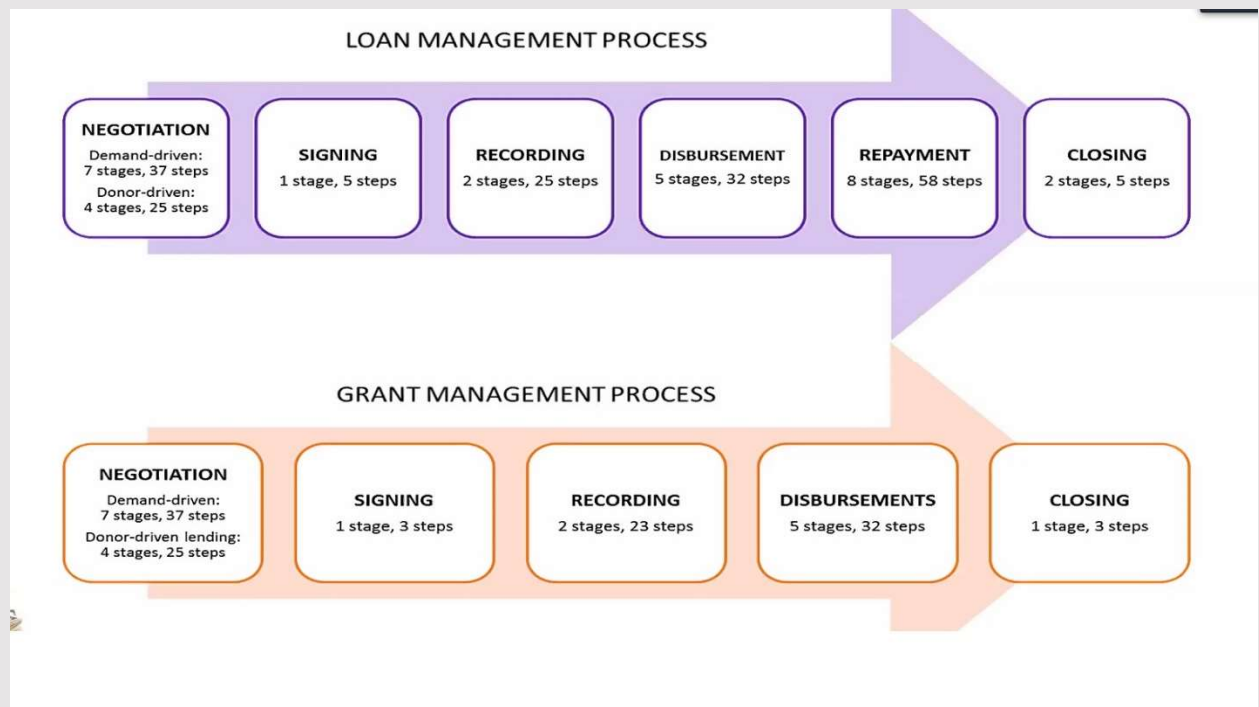 LOAN MANAGEMENT PROCESS
NEGOTIATION
Demand-driven:
7 stages, 37 steps
Donor-driven:
4 stages, 25 steps
SIGNING
1 stage, 5 steps
RECORDING
2 stages, 25 steps
DISBURSEMENT
5 stages, 32 steps
REPAYMENT
8 stages, 58 steps
CLOSING
2 stages, 5 steps
GRANT MANAGEMENT PROCESS
NEGOTIATION
Demand-driven:
7 stages, 37 steps
Donor-driven lending:
4 stages, 25 steps
SIGNING
1 stage, 3 steps
RECORDING
2 stages, 23 steps
DISBURSEMENTS
5 stages, 32 steps
CLOSING
1 stage, 3 steps